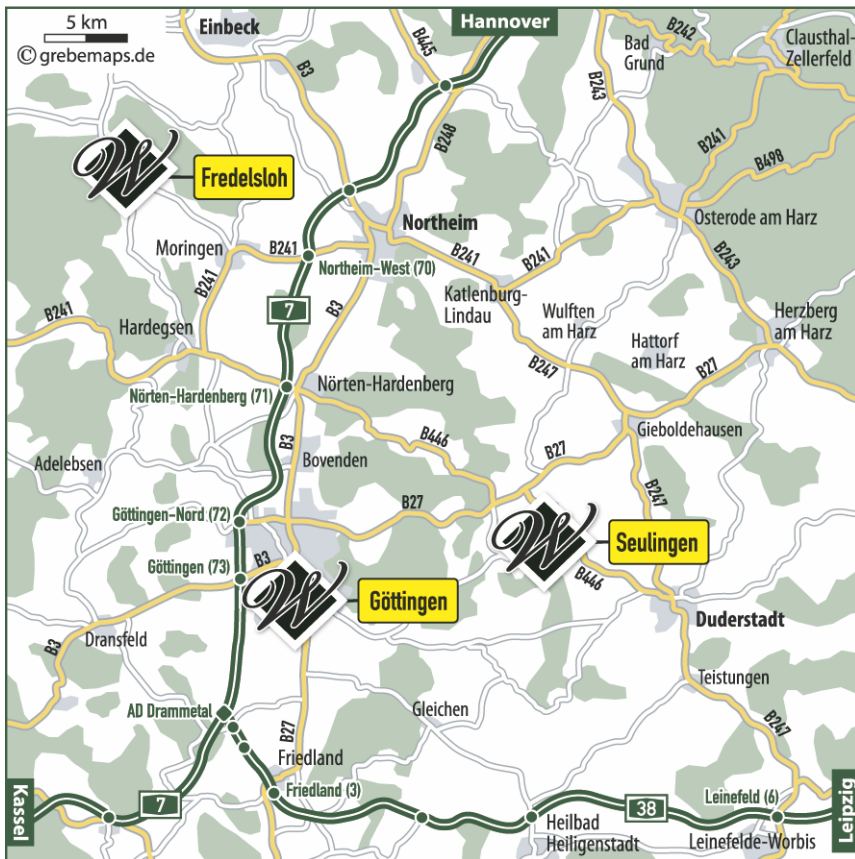 5 km
© grebemaps.de
Einbeck
Hannover
B445
B3
B242
Bad
Grund
Clausthal-
Zellerfeld
B243
B248
B241
B498
W
Fredelsloh
Northeim
Osterode am Harz
Moringen
B241
B241
B241
B241
Northeim-West (70)
B243
Katlenburg-
Lindau
Wulften
am Harz
Herzberg
am Harz
7
B3
B241
Hardegsen
Hattorf
am Harz
B247
B27
Nörten-Hardenberg (71)
Nörten-Hardenberg
B446
B3
Gieboldehausen
Adelebsen
Bovenden
B27
B247
B27
Göttingen-Nord (72)
W
Seulingen
Göttingen (73)
B3
B446
W
Göttingen
Duderstadt
B3
Dransfeld
Teistungen
AD Drammetal
Gleichen
B27
B247
Friedland
Friedland (3)
Kassel
7
38
Leinefeld (6)
Leipzig
Heilbad
Heiligenstadt
Leinefelde-Worbis